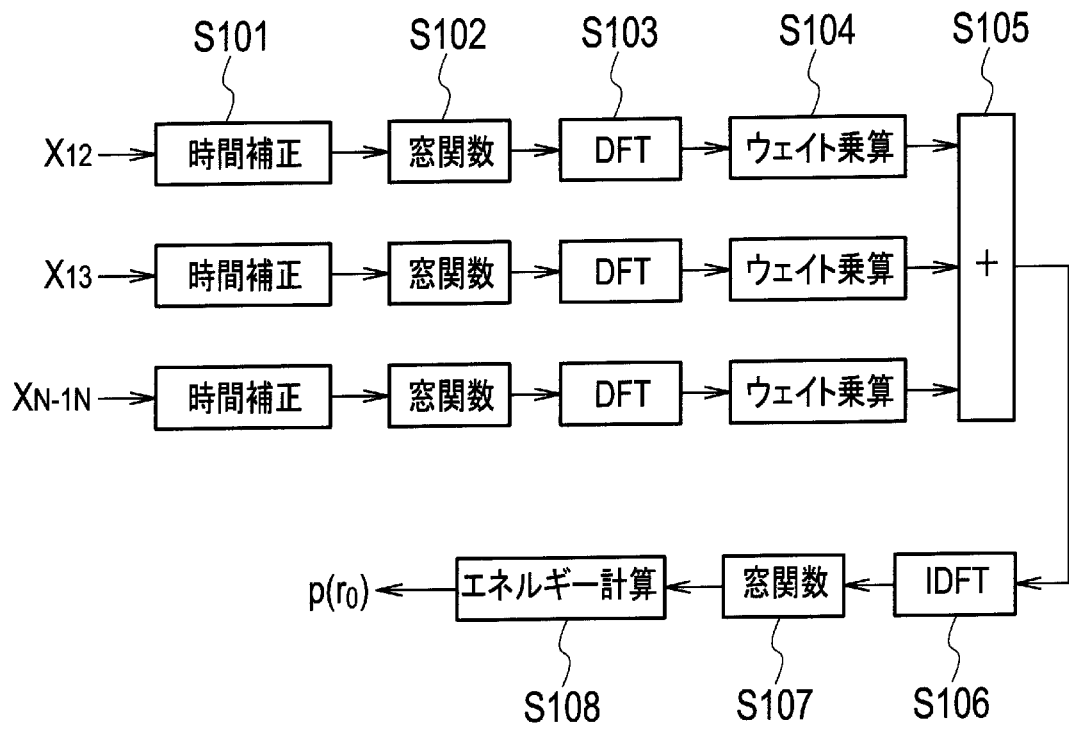 S101 S102 S103 S104 S105
X12 時間補正 窓関数 DFT ウェイト乗算
X13 時間補正 窓関数 DFT ウェイト乗算 +
XN-1N 時間補正 窓関数 DFT ウェイト乗算
p(r0) エネルギー計算 窓関数 IDFT
S108 S107 S106